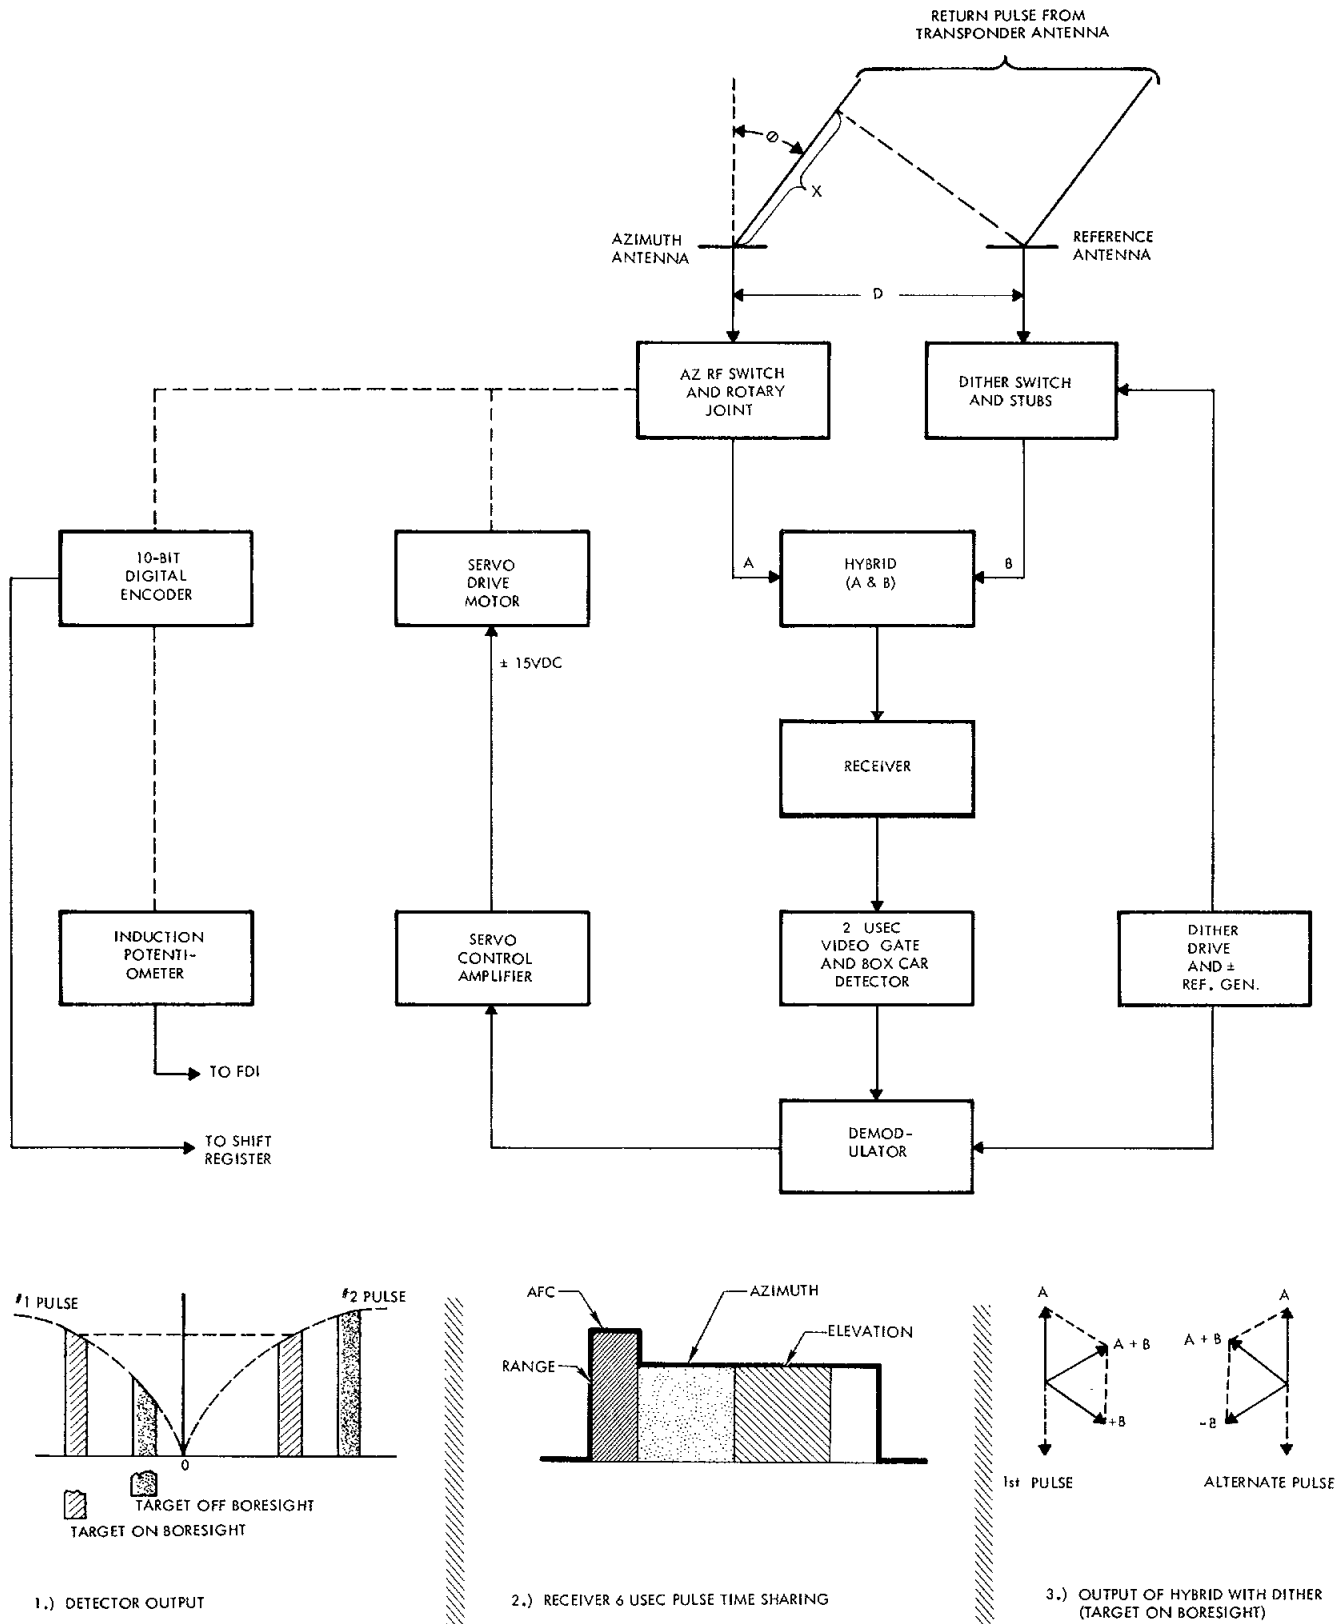 RETURN PULSE FROM
TRANSPONDER ANTENNA
Θ
X
AZIMUTH
ANTENNA
REFERENCE
ANTENNA
D
AZ RF SWITCH
AND ROTARY
JOINT
DITHER SWITCH
AND STUBS
10-BIT
DIGITAL
ENCODER
SERVO
DRIVE
MOTOR
A
HYBRID
(A & B)
B
± 15VDC
RECEIVER
INDUCTION
POTENTI-
OMETER
SERVO
CONTROL
AMPLIFIER
2 USEC
VIDEO GATE
AND BOX CAR
DETECTOR
DITHER
DRIVE
AND ±
REF. GEN.
TO FDI
TO SHIFT
REGISTER
DEMOD-
ULATOR
#1 PULSE
#2 PULSE
0
TARGET OFF BORESIGHT
TARGET ON BORESIGHT
1.) DETECTOR OUTPUT
AFC
AZIMUTH
ELEVATION
RANGE
2.) RECEIVER 6 USEC PULSE TIME SHARING
A
A + B
+B
1st PULSE
A
A + B
-B
ALTERNATE PULSE
3.) OUTPUT OF HYBRID WITH DITHER
(TARGET ON BORESIGHT)